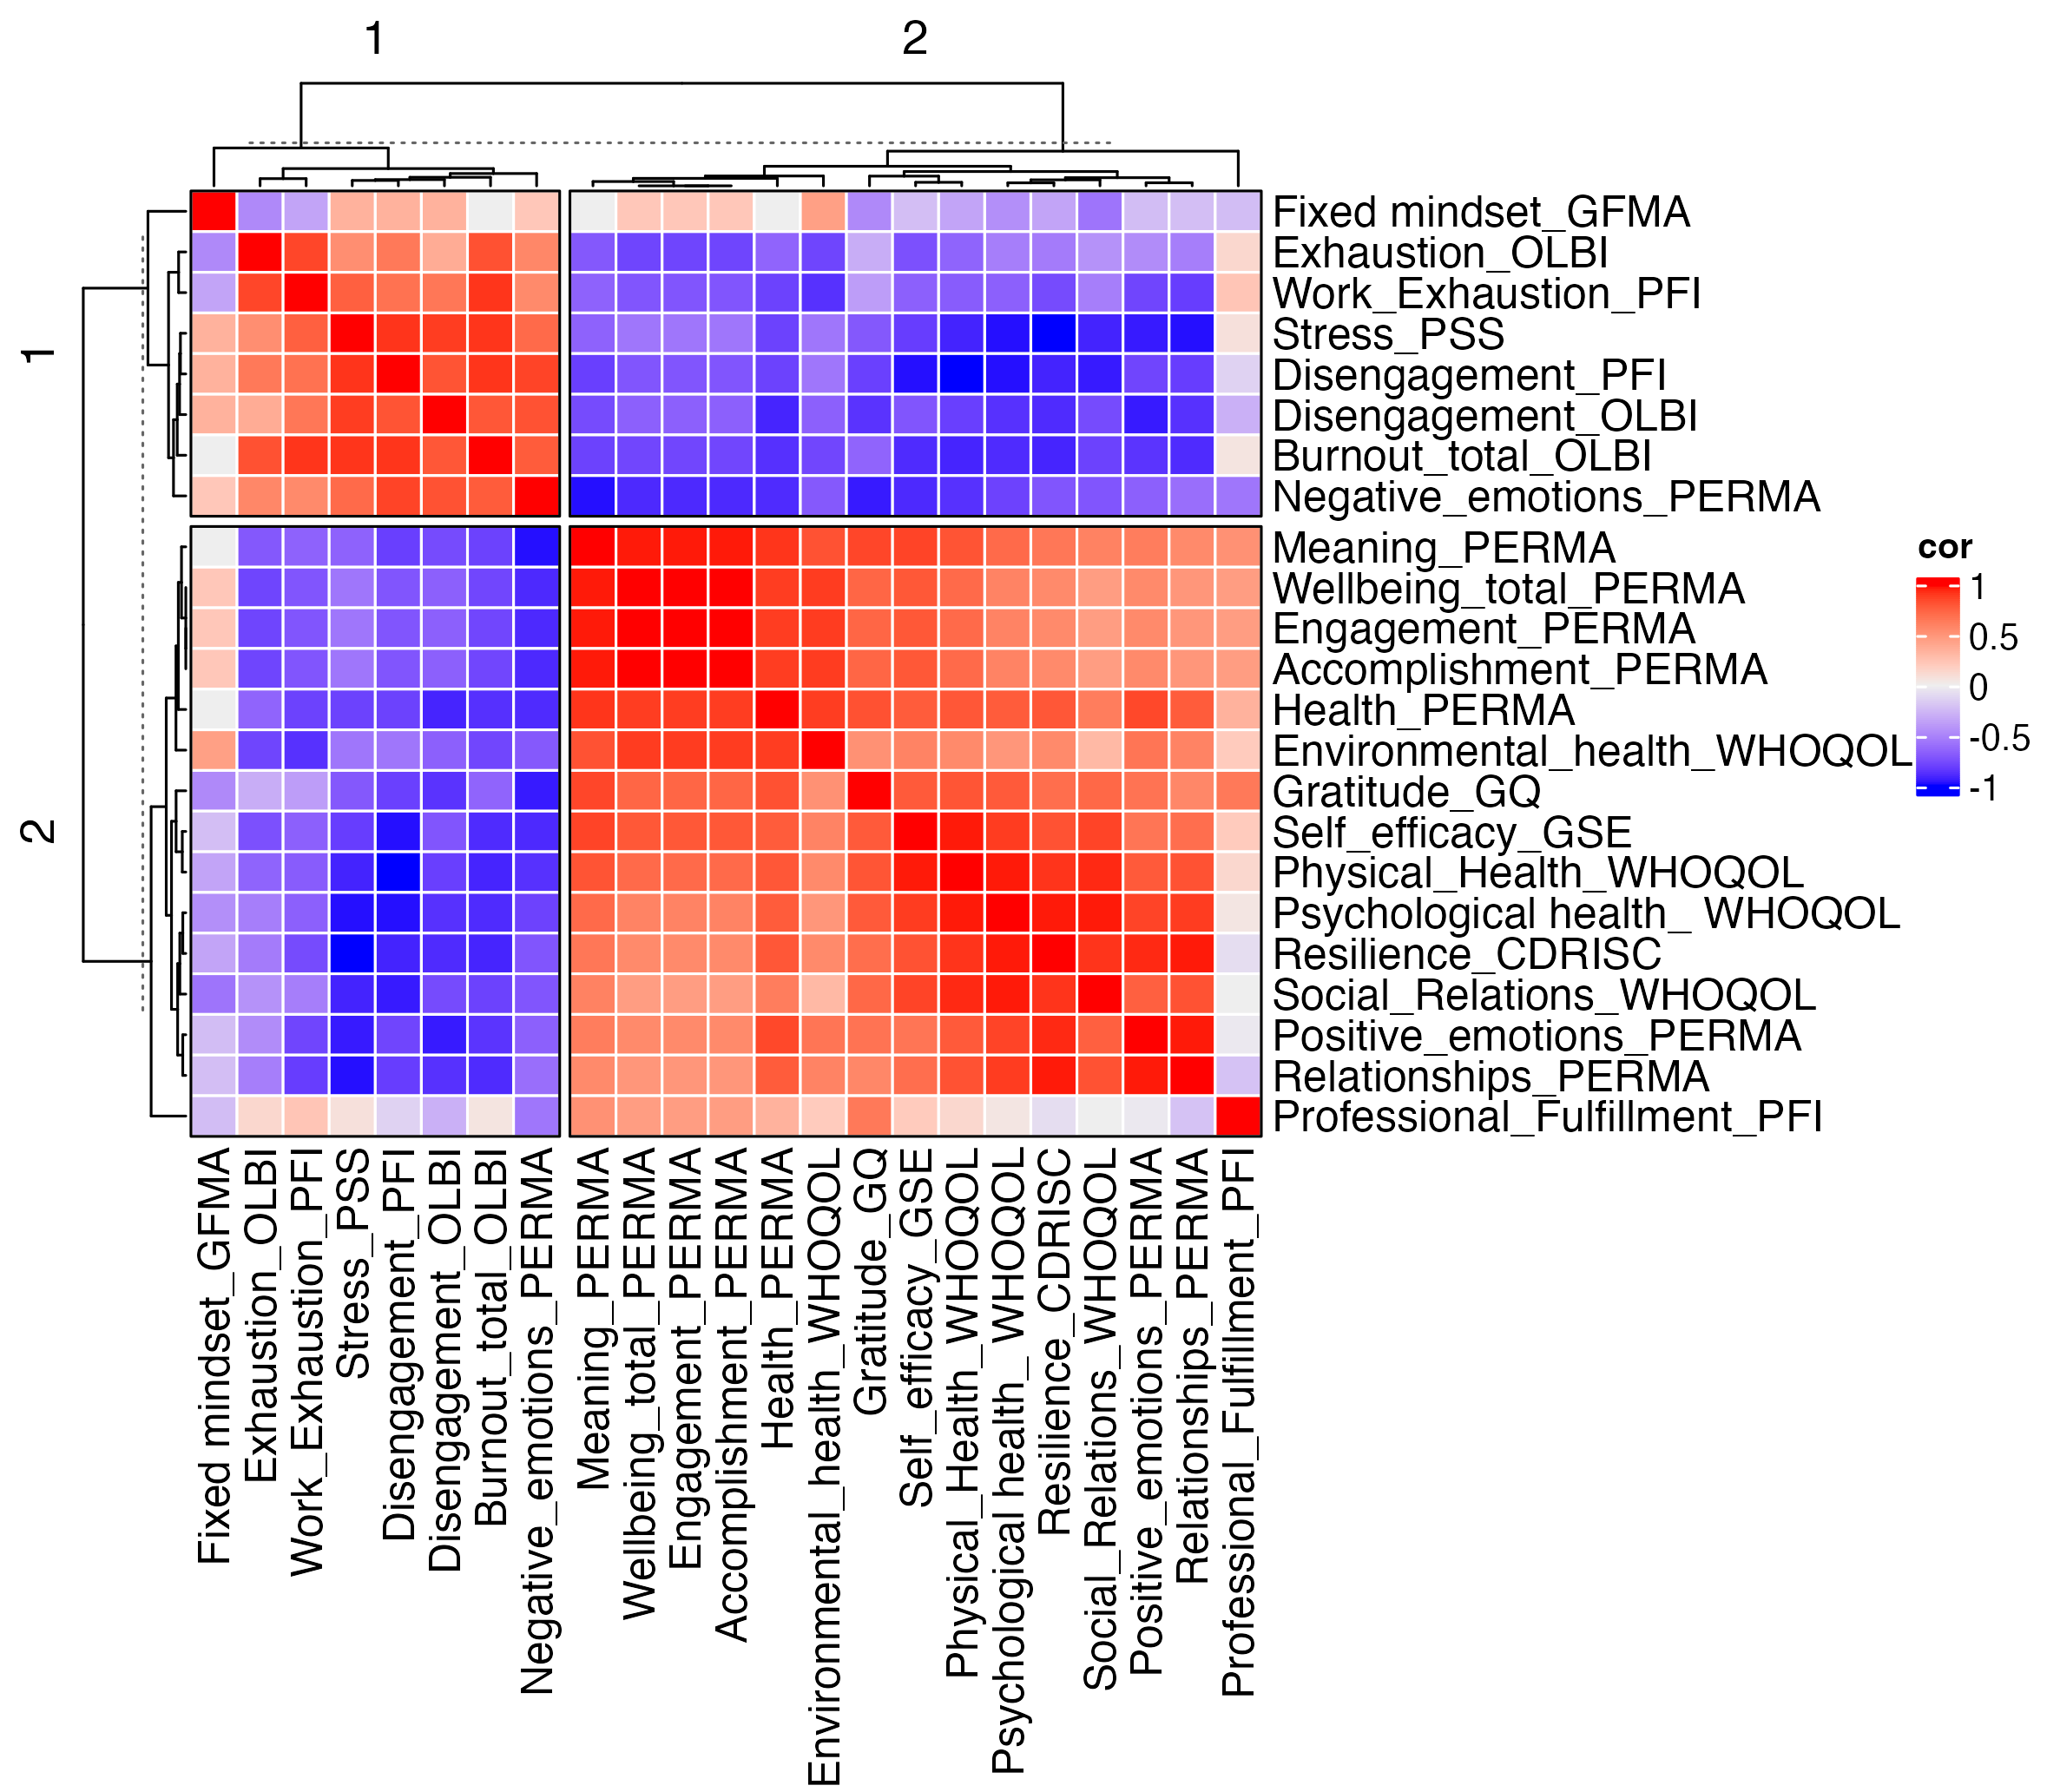 1
2
1
2
Fixed mindset_GFMA
Exhaustion_OLBI
Work_Exhaustion_PFI
Stress_PSS
Disengagement_PFI
Disengagement_OLBI
Burnout_total_OLBI
Negative_emotions_PERMA
Meaning_PERMA
Wellbeing_total_PERMA
Engagement_PERMA
Accomplishment_PERMA
Health_PERMA
Environmental_health_WHOQOL
Gratitude_GQ
Self_efficacy_GSE
Physical_Health_WHOQOL
Psychological health_ WHOQOL
Resilience_CDRISC
Social_Relations_WHOQOL
Positive_emotions_PERMA
Relationships_PERMA
Professional_Fulfillment_PFI
cor
1
0.5
0
-0.5
-1
Fixed mindset_GFMA
Exhaustion_OLBI
Work_Exhaustion_PFI
Stress_PSS
Disengagement_PFI
Disengagement_OLBI
Burnout_total_OLBI
Negative_emotions_PERMA
Meaning_PERMA
Wellbeing_total_PERMA
Engagement_PERMA
Accomplishment_PERMA
Health_PERMA
Environmental_health_WHOQOL
Gratitude_GQ
Self_efficacy_GSE
Physical_Health_WHOQOL
Psychological health_ WHOQOL
Resilience_CDRISC
Social_Relations_WHOQOL
Positive_emotions_PERMA
Relationships_PERMA
Professional_Fulfillment_PFI